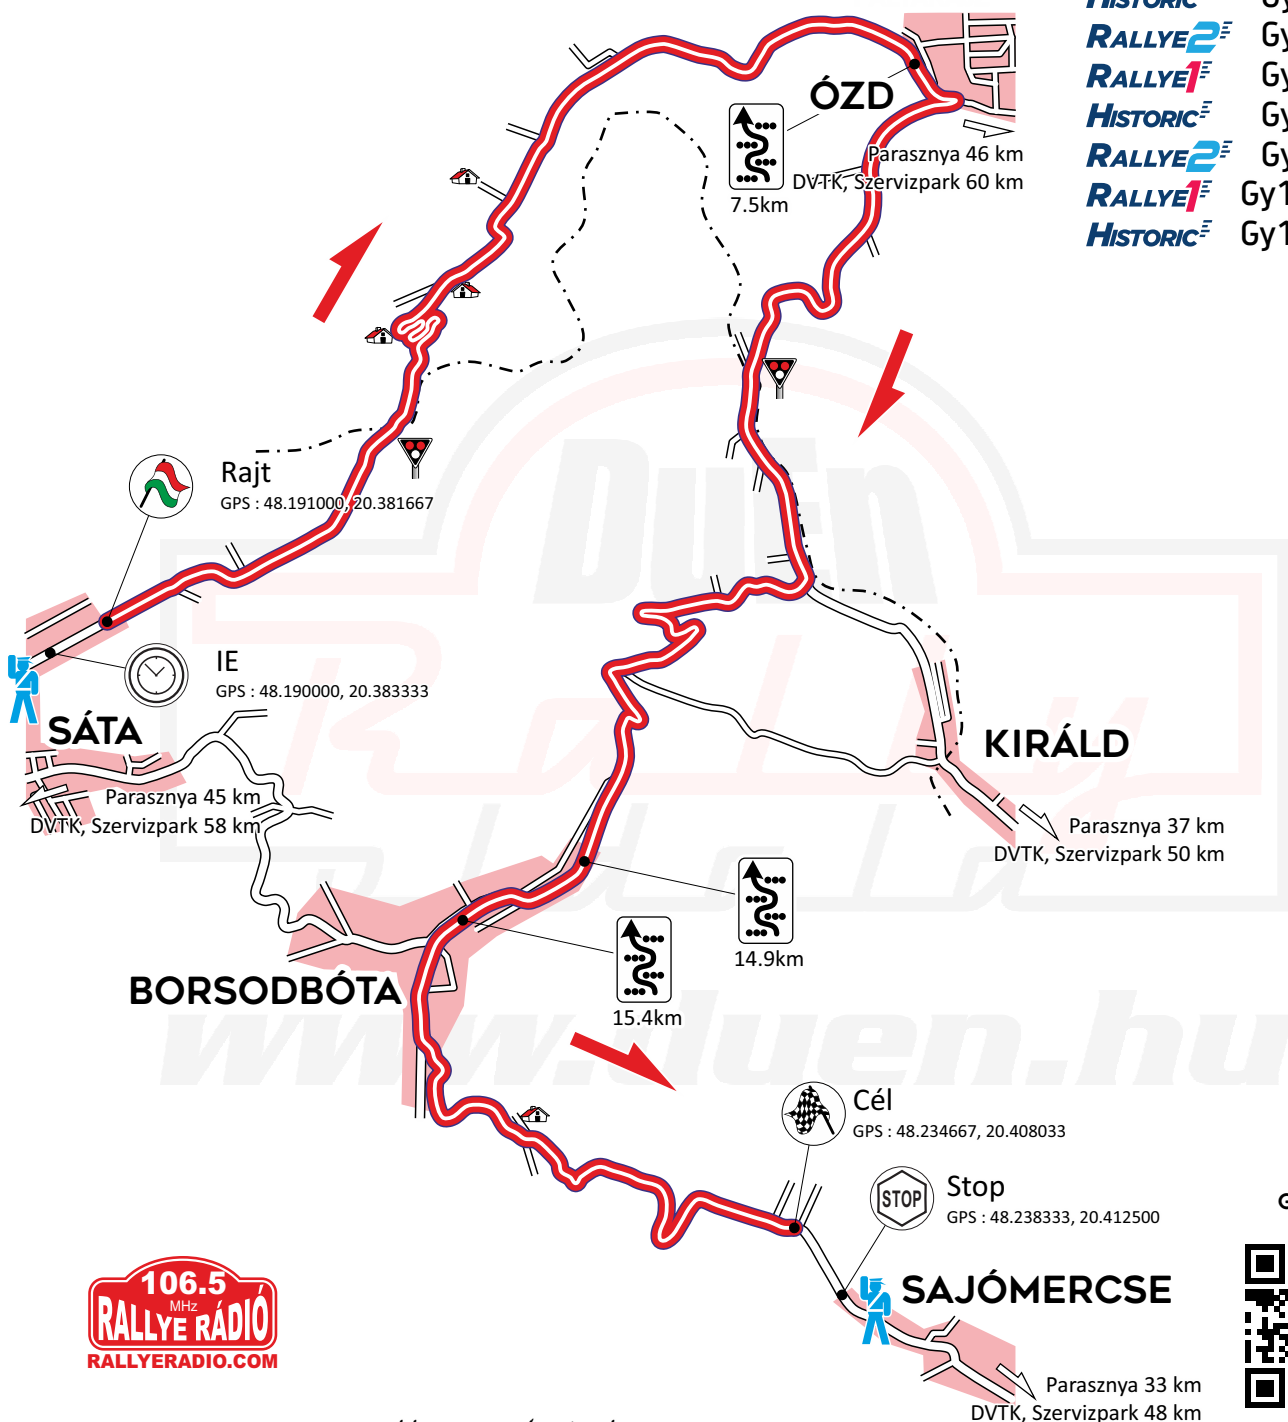 HISTORIC Gy
RALLYE2 Gy
RALLYE1 Gy
HISTORIC Gy
RALLYE2 Gy
RALLYE1 Gy1
HISTORIC Gy1
ÓZD
Parasznya 46 km
DVTK, Szervizpark 60 km
7.5km
Rajt
GPS : 48.191000, 20.381667
IE
GPS : 48.190000, 20.383333
SÁTA
Parasznya 45 km
DVTK, Szervizpark 58 km
KIRÁLD
Parasznya 37 km
DVTK, Szervizpark 50 km
14.9km
15.4km
BORSODBÓTA
DuEn
Rally
www.duen.hu
Cél
GPS : 48.234667, 20.408033
STOP
Stop
GPS : 48.238333, 20.412500
SAJÓMERCSE
Parasznya 33 km
DVTK, Szervizpark 48 km
106.5
MHz
RALLYE RÁDIÓ
RALLYERADIO.COM